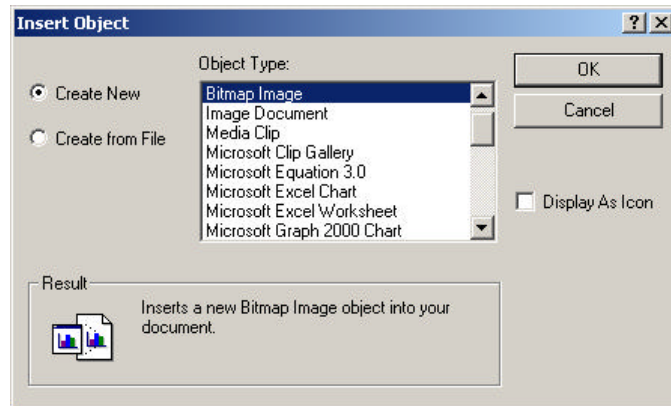 Insert Object
Object Type:
Create New
Create from File
Bitmap Image
Image Document
Media Clip
Microsoft Clip Gallery
Microsoft Equation 3.0
Microsoft Excel Chart
Microsoft Excel Worksheet
Microsoft Graph 2000 Chart
OK
Cancel
Display As Icon
Result
Inserts a new Bitmap Image object into your
document.